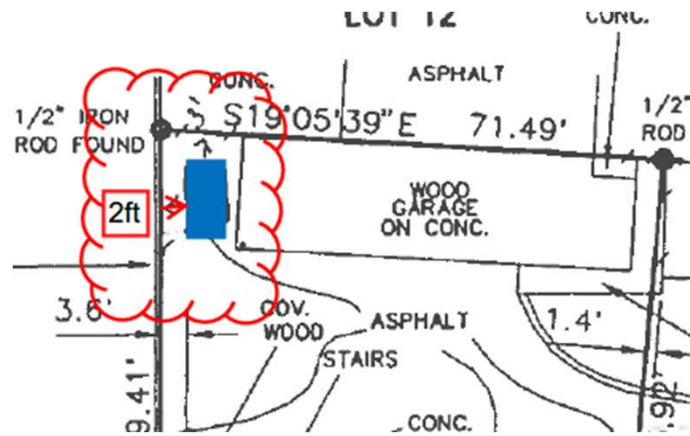 LOT 12
CONC.
CONC.
ASPHALT
1/2" IRON
ROD FOUND
3'
S19°05'39"E 71.49'
1/2"
ROD
2ft
WOOD
GARAGE
ON CONC.
3.6'
COV.
WOOD
ASPHALT
1.4'
STAIRS
9.41'
CONC.